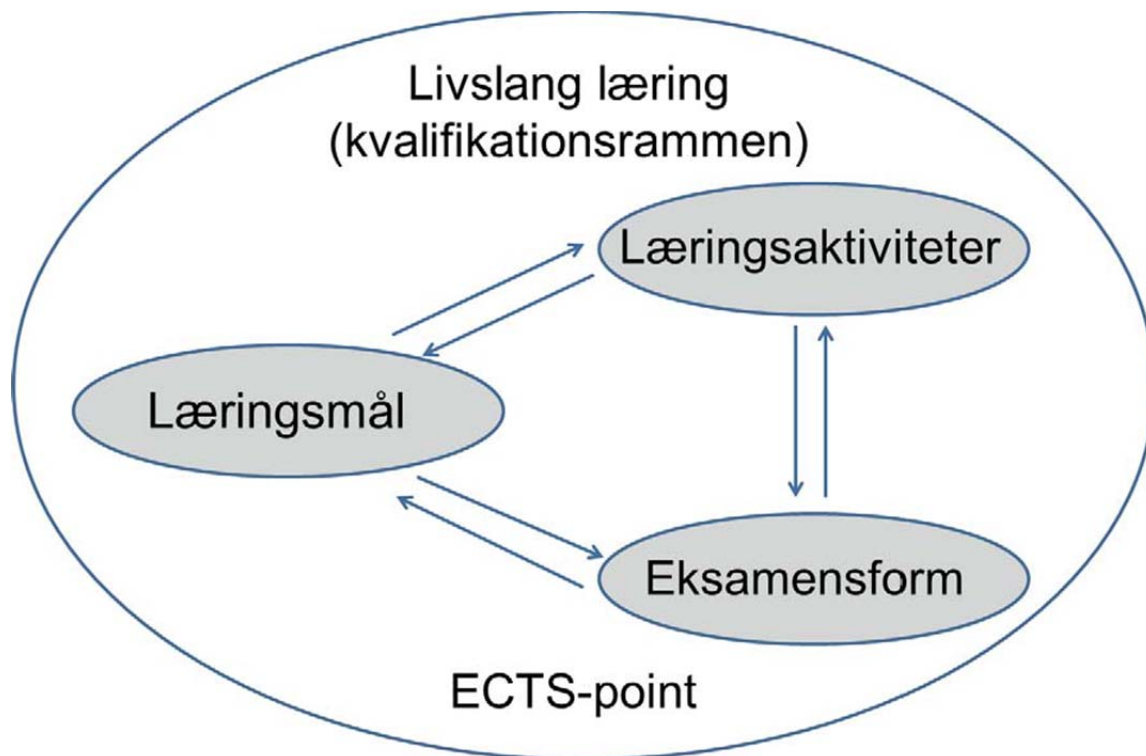 Livslang læring
(kvalifikationsrammen)
Læringsaktiviteter
Læringsmål
Eksamensform
ECTS-point